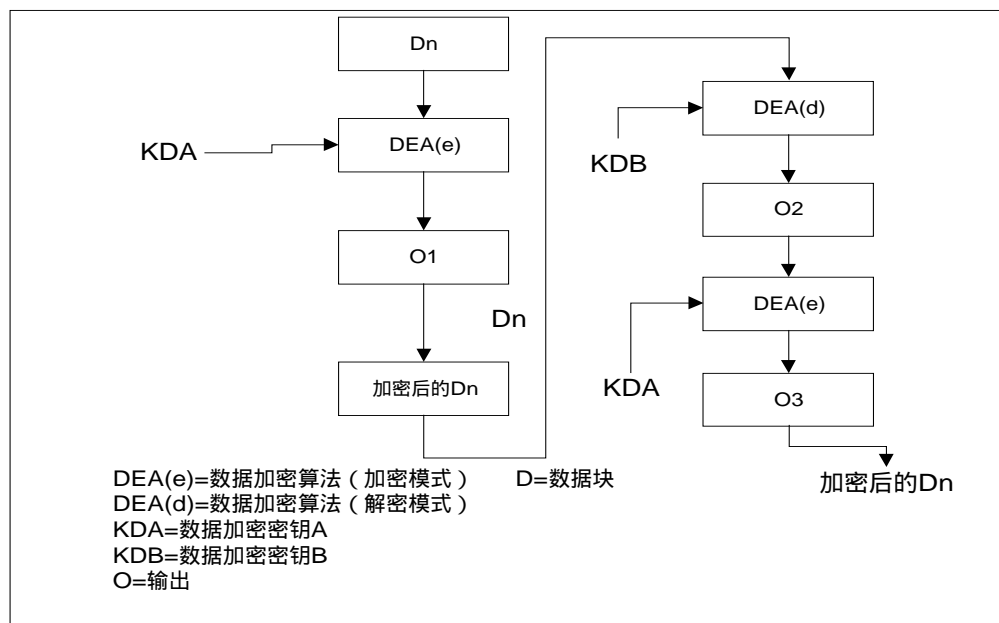 Dn
DEA(e)
KDA
O1
Dn
加密后的Dn
DEA(d)
KDB
O2
DEA(e)
KDA
O3
加密后的Dn
DEA(e)=数据加密算法（加密模式） D=数据块
DEA(d)=数据加密算法（解密模式）
KDA=数据加密密钥A
KDB=数据加密密钥B
O=输出